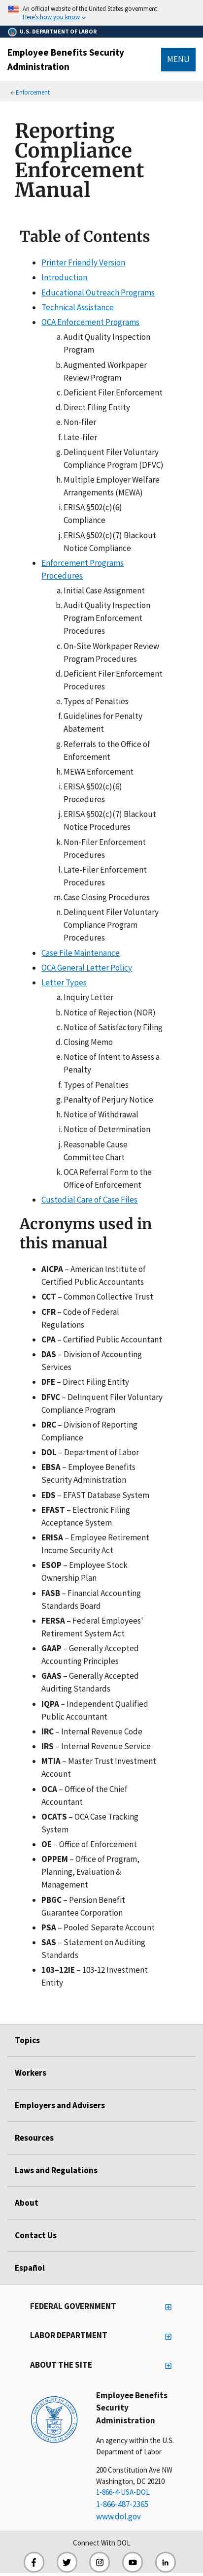 An official website of the United States government.
Here's how you know
U.S. DEPARTMENT OF LABOR
Employee Benefits Security
Administration
MENU
Enforcement
Reporting
Compliance
Enforcement
Manual
Table of Contents
Printer Friendly Version
Introduction
Educational Outreach Programs
Technical Assistance
OCA Enforcement Programs
a. Audit Quality Inspection
Program
b. Augmented Workpaper
Review Program
c. Deficient Filer Enforcement
d. Direct Filing Entity
e. Non-filer
f. Late-filer
g. Delinquent Filer Voluntary
Compliance Program (DFVC)
h. Multiple Employer Welfare
Arrangements (MEWA)
i. ERISA §502(c)(6)
Compliance
j. ERISA §502(c)(7) Blackout
Notice Compliance
Enforcement Programs
Procedures
a. Initial Case Assignment
b. Audit Quality Inspection
Program Enforcement
Procedures
c. On-Site Workpaper Review
Program Procedures
d. Deficient Filer Enforcement
Procedures
e. Types of Penalties
f. Guidelines for Penalty
Abatement
g. Referrals to the Office of
Enforcement
h. MEWA Enforcement
i. ERISA §502(c)(6)
Procedures
j. ERISA §502(c)(7) Blackout
Notice Procedures
k. Non-Filer Enforcement
Procedures
l. Late-Filer Enforcement
Procedures
m. Case Closing Procedures
n. Delinquent Filer Voluntary
Compliance Program
Procedures
Case File Maintenance
OCA General Letter Policy
Letter Types
a. Inquiry Letter
b. Notice of Rejection (NOR)
c. Notice of Satisfactory Filing
d. Closing Memo
e. Notice of Intent to Assess a
Penalty
f. Types of Penalties
g. Penalty of Perjury Notice
h. Notice of Withdrawal
i. Notice of Determination
j. Reasonable Cause
Committee Chart
k. OCA Referral Form to the
Office of Enforcement
Custodial Care of Case Files
Acronyms used in
this manual
AICPA – American Institute of
Certified Public Accountants
CCT – Common Collective Trust
CFR – Code of Federal
Regulations
CPA – Certified Public Accountant
DAS – Division of Accounting
Services
DFE – Direct Filing Entity
DFVC – Delinquent Filer Voluntary
Compliance Program
DRC – Division of Reporting
Compliance
DOL – Department of Labor
EBSA – Employee Benefits
Security Administration
EDS – EFAST Database System
EFAST – Electronic Filing
Acceptance System
ERISA – Employee Retirement
Income Security Act
ESOP – Employee Stock
Ownership Plan
FASB – Financial Accounting
Standards Board
FERSA – Federal Employees'
Retirement System Act
GAAP – Generally Accepted
Accounting Principles
GAAS – Generally Accepted
Auditing Standards
IQPA – Independent Qualified
Public Accountant
IRC – Internal Revenue Code
IRS – Internal Revenue Service
MTIA – Master Trust Investment
Account
OCA – Office of the Chief
Accountant
OCATS – OCA Case Tracking
System
OE – Office of Enforcement
OPPEM – Office of Program,
Planning, Evaluation &
Management
PBGC – Pension Benefit
Guarantee Corporation
PSA – Pooled Separate Account
SAS – Statement on Auditing
Standards
103–12IE – 103-12 Investment
Entity
Topics
Workers
Employers and Advisers
Resources
Laws and Regulations
About
Contact Us
Español
FEDERAL GOVERNMENT
LABOR DEPARTMENT
ABOUT THE SITE
Employee Benefits
Security
Administration
An agency within the U.S.
Department of Labor
200 Constitution Ave NW
Washington, DC 20210
1-866-4-USA-DOL
1-866-487-2365
www.dol.gov
Connect With DOL